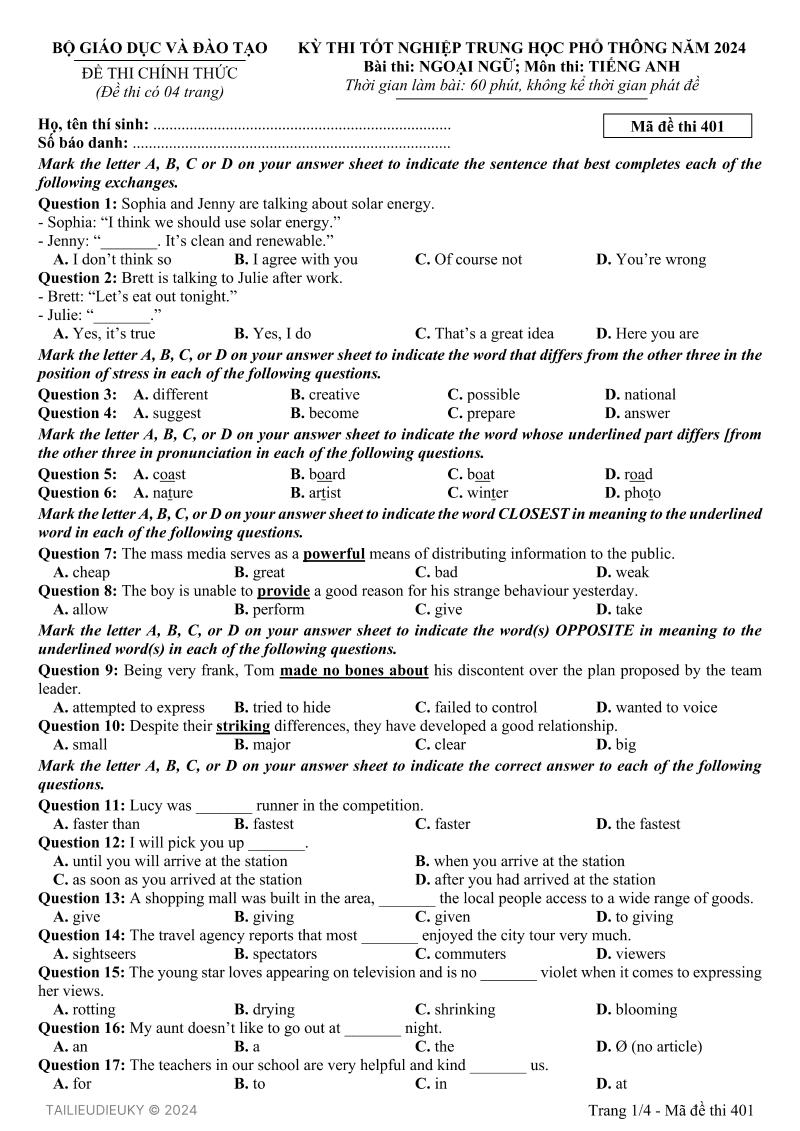 BỘ GIÁO DỤC VÀ ĐÀO TẠO
ĐỀ THI CHÍNH THỨC
(Đề thi có 04 trang)
KỲ THI TỐT NGHIỆP TRUNG HỌC PHỔ THÔNG NĂM 2024
Bài thi: NGOẠI NGỮ; Môn thi: TIẾNG ANH
Thời gian làm bài: 60 phút, không kể thời gian phát đề
Họ, tên thí sinh: ..........................................................................
Số báo danh: ...............................................................................
Mã đề thi 401
Mark the letter A, B, C or D on your answer sheet to indicate the sentence that best completes each of the
following exchanges.
Question 1: Sophia and Jenny are talking about solar energy.
- Sophia: “I think we should use solar energy.”
- Jenny: “_______. It’s clean and renewable.”
A. I don’t think so B. I agree with you C. Of course not D. You’re wrong
Question 2: Brett is talking to Julie after work.
- Brett: “Let’s eat out tonight.”
- Julie: “_______.”
A. Yes, it’s true B. Yes, I do C. That’s a great idea D. Here you are
Mark the letter A, B, C, or D on your answer sheet to indicate the word that differs from the other three in the
position of stress in each of the following questions.
Question 3: A. different B. creative C. possible D. national
Question 4: A. suggest B. become C. prepare D. answer
Mark the letter A, B, C, or D on your answer sheet to indicate the word whose underlined part differs [from
the other three in pronunciation in each of the following questions.
Question 5: A. coast B. board C. boat D. road
Question 6: A. nature B. artist C. winter D. photo
Mark the letter A, B, C, or D on your answer sheet to indicate the word CLOSEST in meaning to the underlined
word in each of the following questions.
Question 7: The mass media serves as a powerful means of distributing information to the public.
A. cheap B. great C. bad D. weak
Question 8: The boy is unable to provide a good reason for his strange behaviour yesterday.
A. allow B. perform C. give D. take
Mark the letter A, B, C, or D on your answer sheet to indicate the word(s) OPPOSITE in meaning to the
underlined word(s) in each of the following questions.
Question 9: Being very frank, Tom made no bones about his discontent over the plan proposed by the team
leader.
A. attempted to express B. tried to hide C. failed to control D. wanted to voice
Question 10: Despite their striking differences, they have developed a good relationship.
A. small B. major C. clear D. big
Mark the letter A, B, C, or D on your answer sheet to indicate the correct answer to each of the following
questions.
Question 11: Lucy was _______ runner in the competition.
A. faster than B. fastest C. faster D. the fastest
Question 12: I will pick you up _______.
A. until you will arrive at the station B. when you arrive at the station
C. as soon as you arrived at the station D. after you had arrived at the station
Question 13: A shopping mall was built in the area, _______ the local people access to a wide range of goods.
A. give B. giving C. given D. to giving
Question 14: The travel agency reports that most _______ enjoyed the city tour very much.
A. sightseers B. spectators C. commuters D. viewers
Question 15: The young star loves appearing on television and is no _______ violet when it comes to expressing
her views.
A. rotting B. drying C. shrinking D. blooming
Question 16: My aunt doesn’t like to go out at _______ night.
A. an B. a C. the D. Ø (no article)
Question 17: The teachers in our school are very helpful and kind _______ us.
A. for B. to C. in D. at
TAILIEUDIEUKY © 2024
Trang 1/4 - Mã đề thi 401